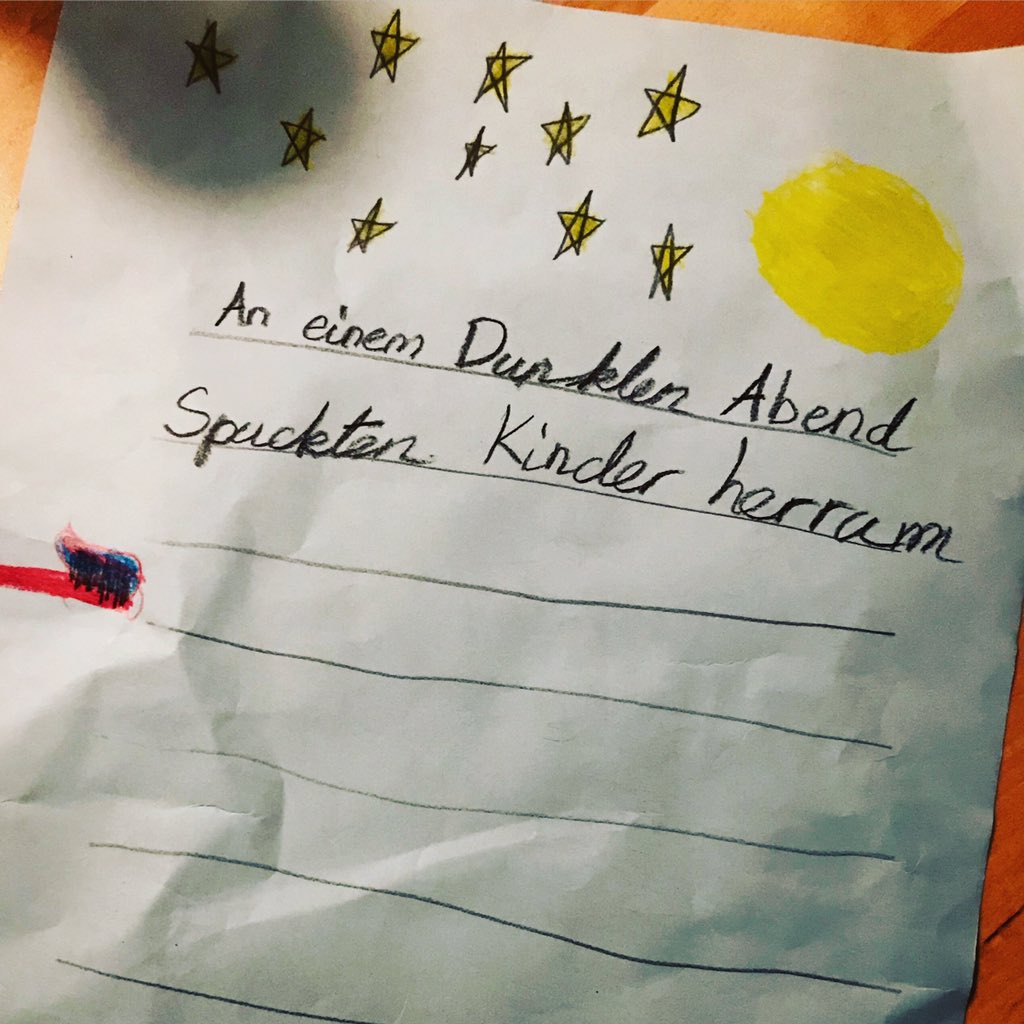 An einem Dunklen Abend
Spuckten Kinder herrum